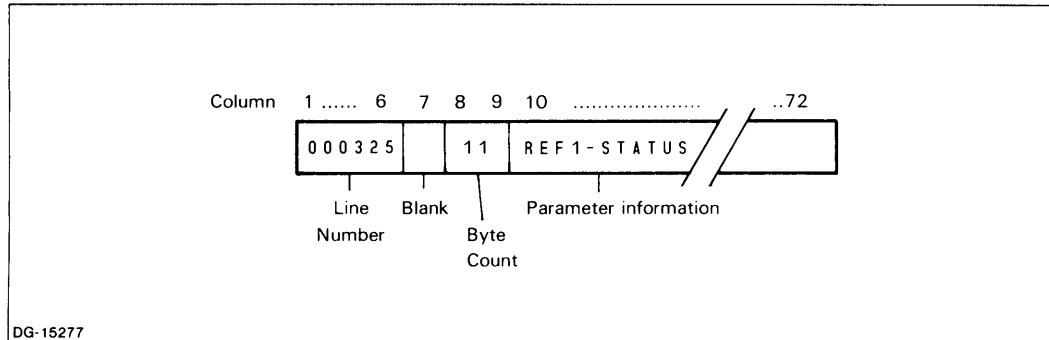 Column 1 ...... 6 7 8 9 10 ...................... ..72
000325 11 REF1-STATUS
Line Blank Parameter information
Number Byte
Count
DG-15277